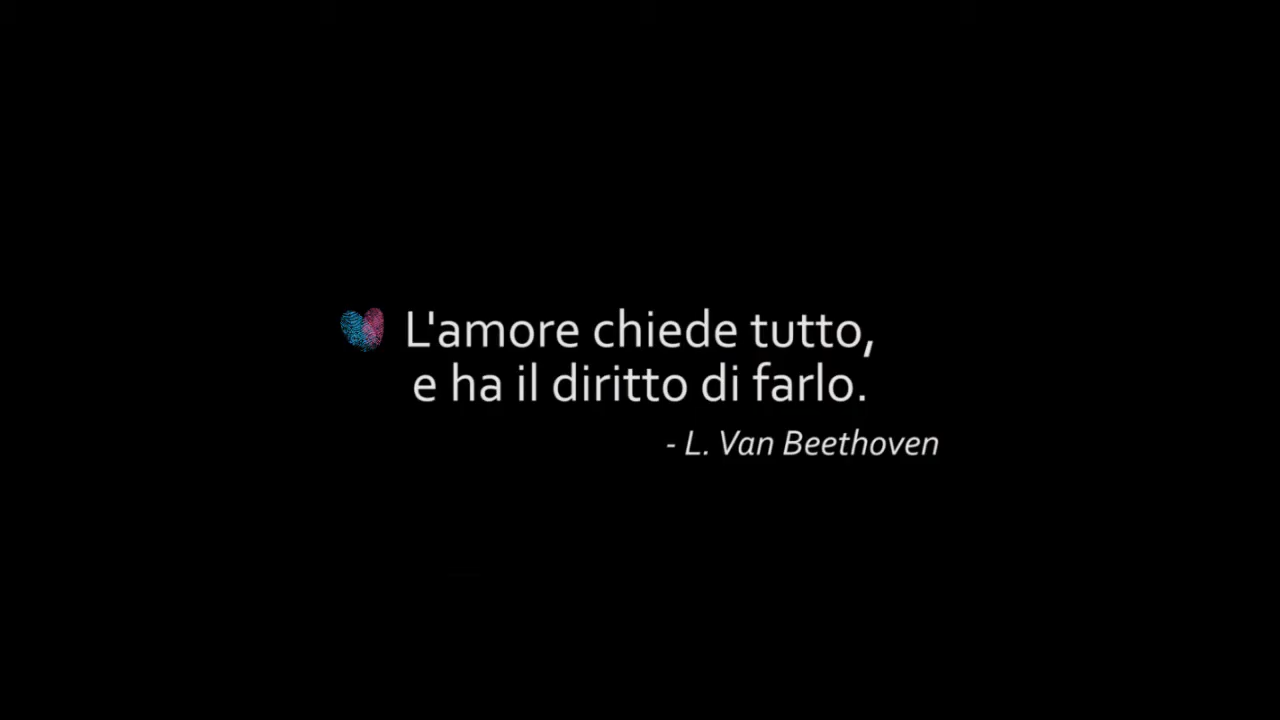 L'amore chiede tutto,
e ha il diritto di farlo.
- L. Van Beethoven